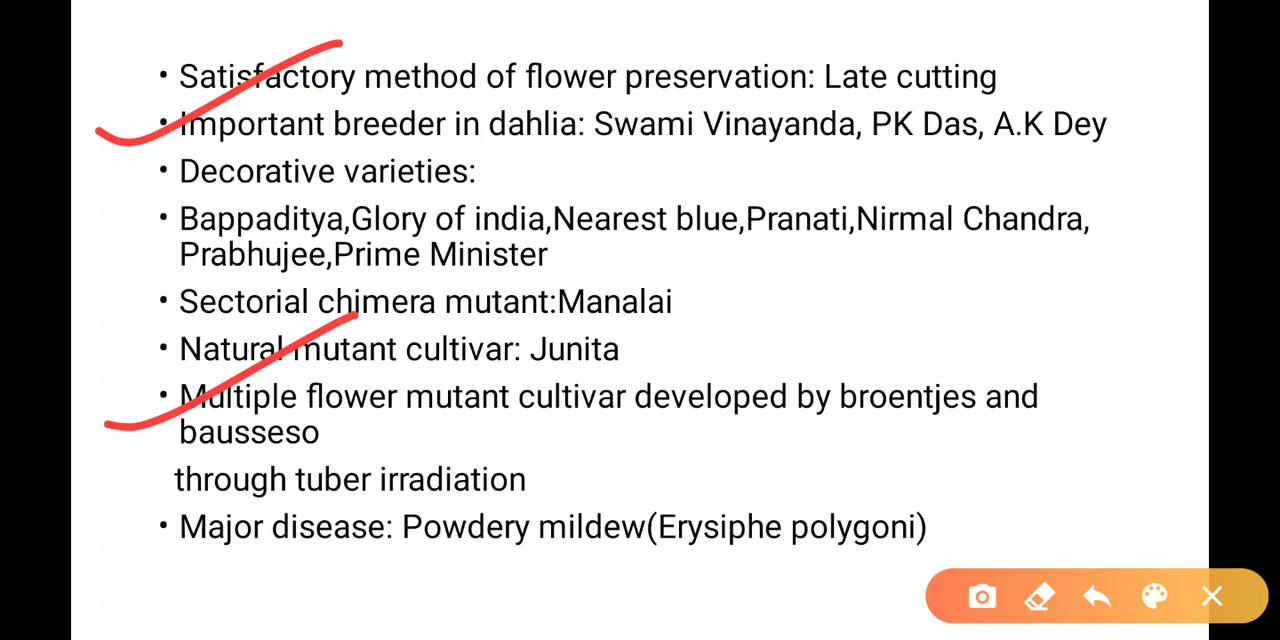 • Satisfactory method of flower preservation: Late cutting
• Important breeder in dahlia: Swami Vinayanda, PK Das, A.K Dey
• Decorative varieties:
• Bappaditya,Glory of india,Nearest blue,Pranati,Nirmal Chandra,
Prabhujee,Prime Minister
• Sectorial chimera mutant:Manalai
• Natural mutant cultivar: Junita
• Multiple flower mutant cultivar developed by broentjes and
bausseso
through tuber irradiation
• Major disease: Powdery mildew(Erysiphe polygoni)